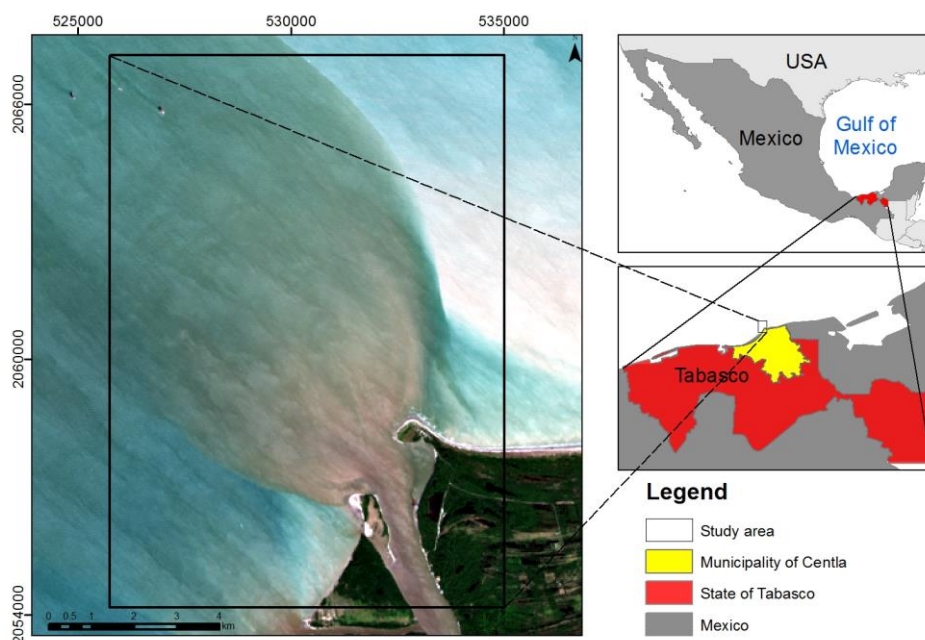 525000
530000
535000
2066000
2060000
2054000
0 0.5 1 2 3 4
km
USA
Mexico
Gulf of
Mexico
Tabasco
Legend
Study area
Municipality of Centla
State of Tabasco
Mexico